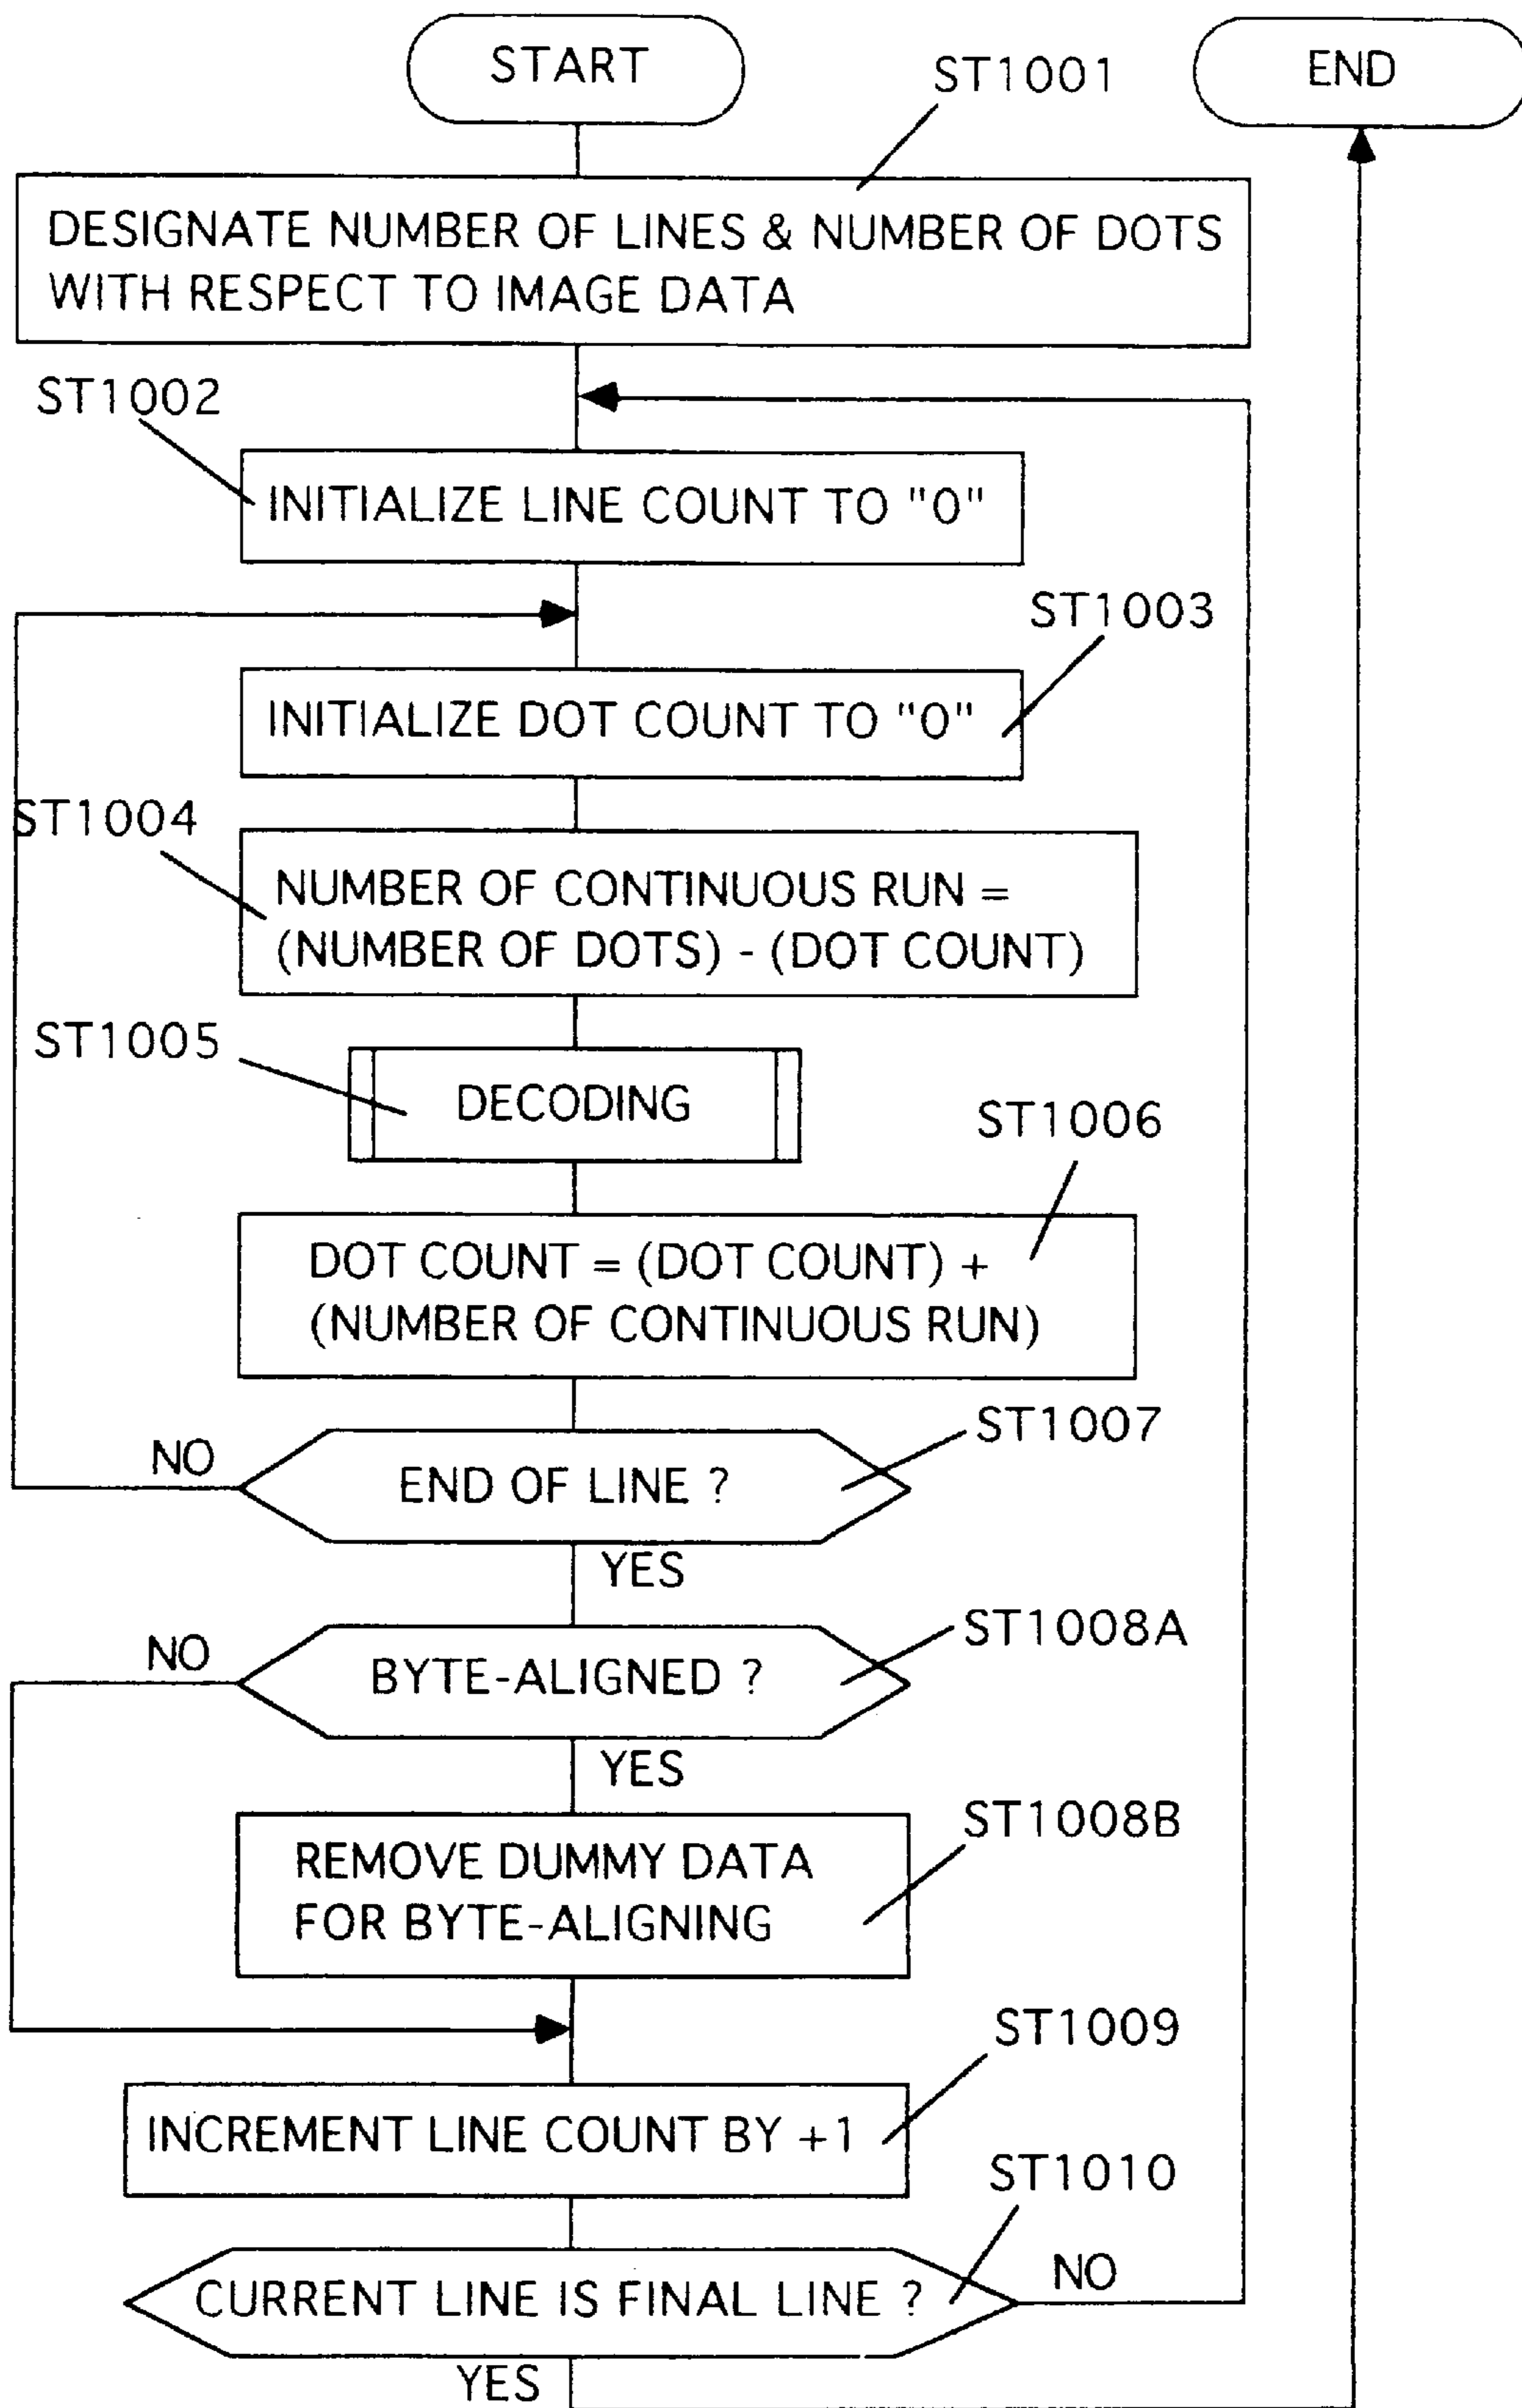 START
ST1001
END
DESIGNATE NUMBER OF LINES & NUMBER OF DOTS
WITH RESPECT TO IMAGE DATA
ST1002
INITIALIZE LINE COUNT TO "0"
ST1003
INITIALIZE DOT COUNT TO "0"
ST1004
NUMBER OF CONTINUOUS RUN =
(NUMBER OF DOTS) - (DOT COUNT)
ST1005
DECODING
ST1006
DOT COUNT = (DOT COUNT) +
(NUMBER OF CONTINUOUS RUN)
ST1007
NO
END OF LINE ?
YES
ST1008A
NO
BYTE-ALIGNED ?
YES
ST1008B
REMOVE DUMMY DATA
FOR BYTE-ALIGNING
ST1009
INCREMENT LINE COUNT BY +1
ST1010
CURRENT LINE IS FINAL LINE ?
NO
YES